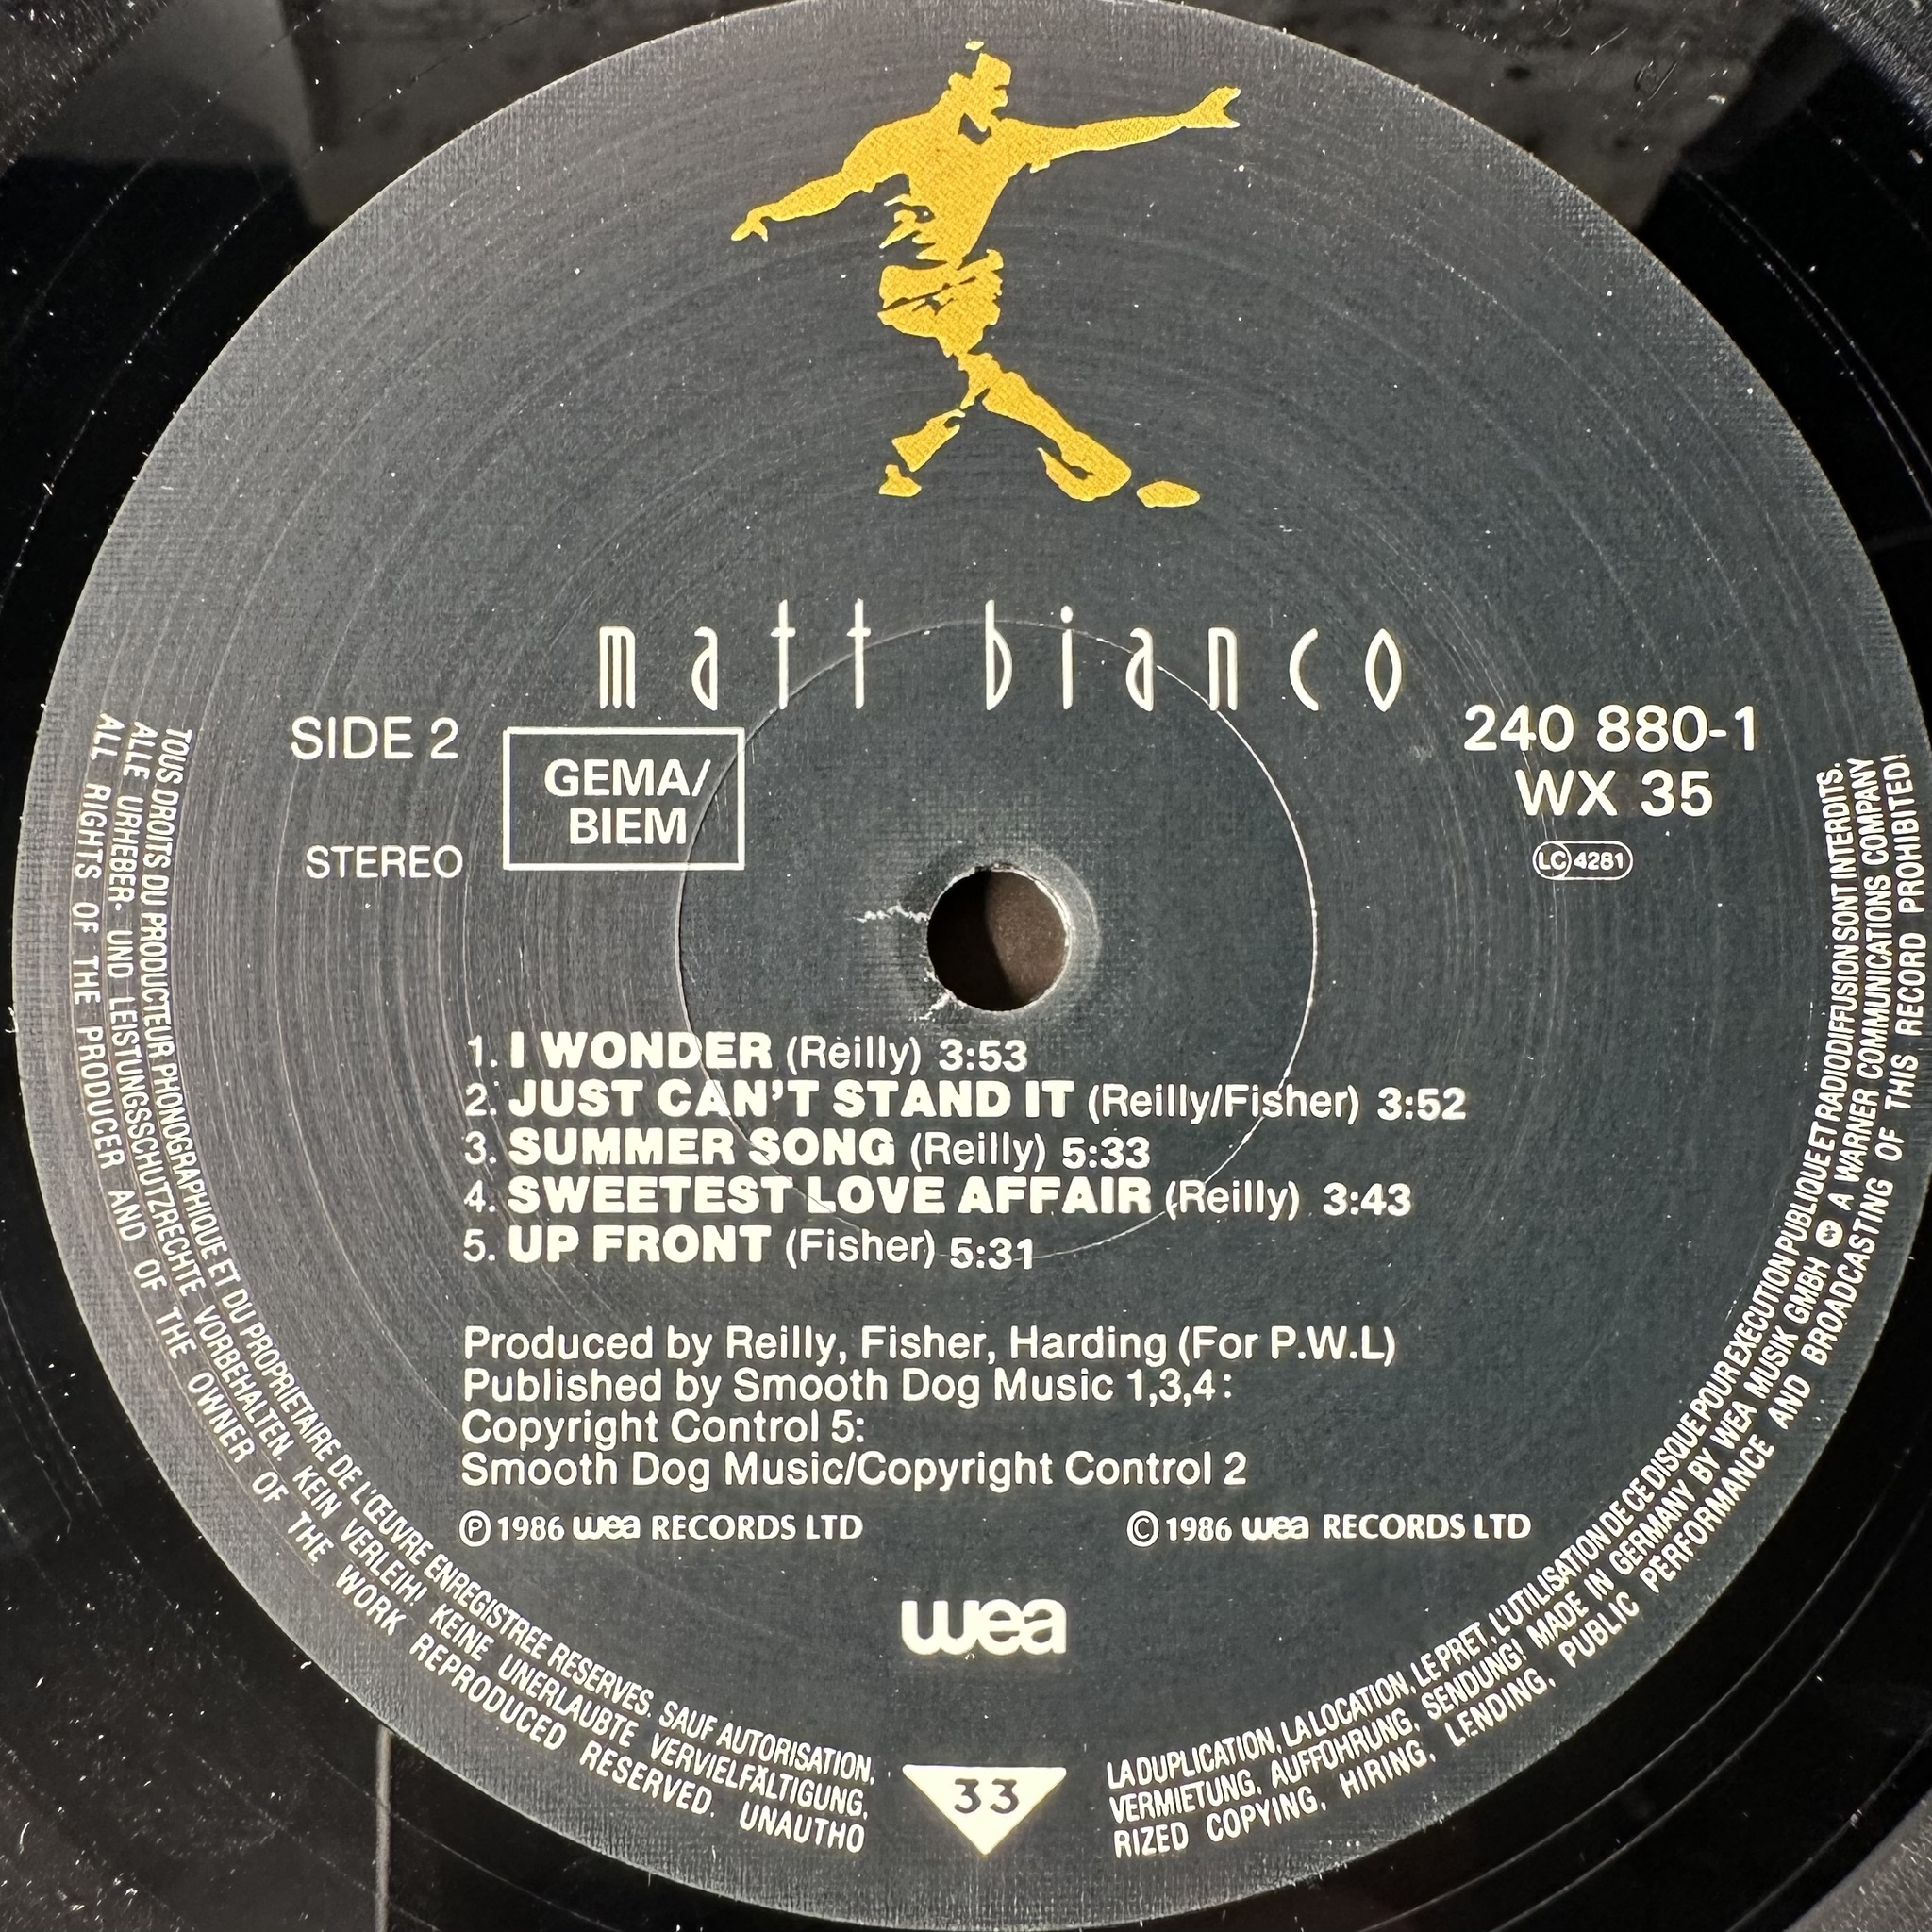 matt bianco
SIDE 2
GEMA/
BIEM
STEREO
240 880-1
WX 35
LC 4281
1. I WONDER (Reilly) 3:53
2. JUST CAN'T STAND IT (Reilly/Fisher) 3:52
3. SUMMER SONG (Reilly) 5:33
4. SWEETEST LOVE AFFAIR (Reilly) 3:43
5. UP FRONT (Fisher) 5:31
Produced by Reilly, Fisher, Harding (For P.W.L)
Published by Smooth Dog Music 1,3,4:
Copyright Control 5:
Smooth Dog Music/Copyright Control 2
Ⓟ 1986 wea RECORDS LTD
© 1986 wea RECORDS LTD
wea
33
TOUS DROITS DU PRODUCTEUR PHONOGRAPHIQUE ET DU PROPRIETAIRE DE L'ŒUVRE ENREGISTREE RESERVES. SAUF AUTORISATION, LA DUPLICATION, LA LOCATION, LE PRET, L'UTILISATION DE CE DISQUE POUR EXECUTION PUBLIQUE ET RADIODIFFUSION SONT INTERDITS.
ALLE URHEBER- UND LEISTUNGSSCHUTZRECHTE VORBEHALTEN. KEIN VERLEIH! KEINE UNERLAUBTE VERVIELFÄLTIGUNG, VERMIETUNG, AUFFÜHRUNG, SENDUNG! MADE IN GERMANY BY WEA MUSIK GMBH A WARNER COMMUNICATIONS COMPANY
ALL RIGHTS OF THE PRODUCER AND OF THE OWNER OF THE WORK REPRODUCED RESERVED. UNAUTHO RIZED COPYING, HIRING, LENDING, PUBLIC PERFORMANCE AND BROADCASTING OF THIS RECORD PROHIBITED!